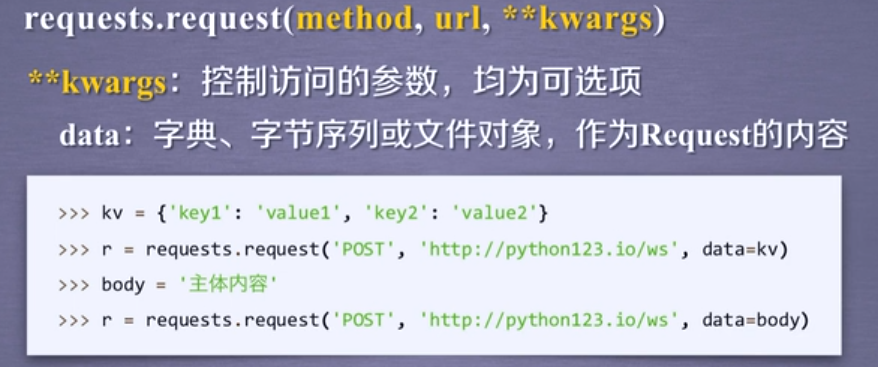 requests.request(method, url, **kwargs)
**kwargs：控制访问的参数，均为可选项
data：字典、字节序列或文件对象，作为Request的内容
>>> kv = {'key1': 'value1', 'key2': 'value2'}
>>> r = requests.request('POST', 'http://python123.io/ws', data=kv)
>>> body = '主体内容'
>>> r = requests.request('POST', 'http://python123.io/ws', data=body)